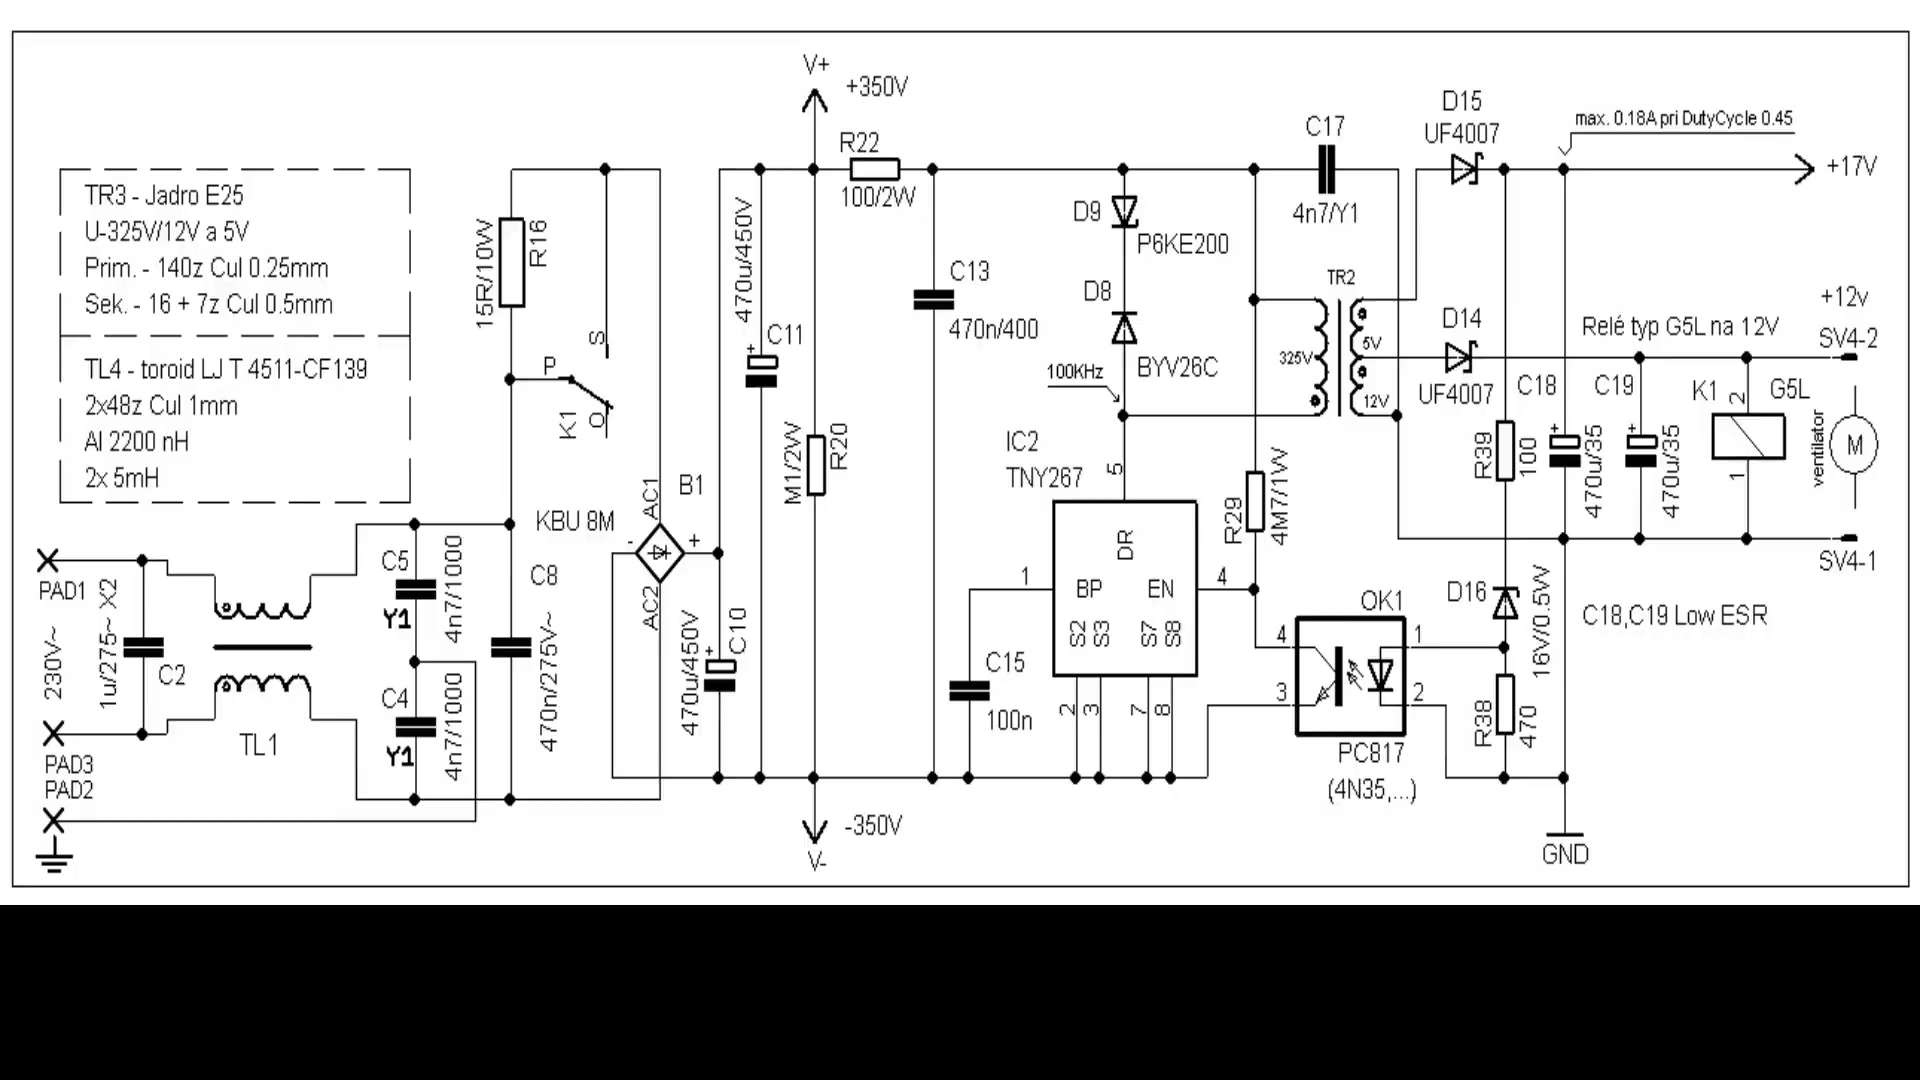 TR3 - Jadro E25
U-325V/12V a 5V
Prim. - 140z Cul 0.25mm
Sek. - 16 + 7z Cul 0.5mm
TL4 - toroid LJ T 4511-CF139
2x48z Cul 1mm
Al 2200 nH
2x 5mH
PAD1
230V~
PAD3
PAD2
1u/275~ X2
C2
TL1
C5
Y1
4n7/1000
C4
Y1
4n7/1000
15R/10W
R16
P
S
O
K1
KBU 8M
C8
470n/275V~
AC1
B1
-
+
AC2
470u/450V
+
C10
470u/450V
+
C11
V+
+350V
R22
100/2W
M1/2W
R20
-350V
V-
C13
470n/400
D9
P6KE200
D8
BYV26C
100KHz
IC2
TNY267
5
DR
BP
EN
S2
S3
S7
S8
1
4
2
3
7
8
C15
100n
C17
4n7/Y1
TR2
325V
5V
12V
R29
4M7/1W
OK1
4
3
1
2
PC817
(4N35,...)
D15
UF4007
max. 0.18A pri DutyCycle 0.45
+17V
D14
UF4007
Relé typ G5L na 12V
+12v
SV4-2
R39
100
C18
+
470u/35
C19
+
470u/35
K1
2
G5L
1
ventilator
M
SV4-1
D16
16V/0.5W
C18,C19 Low ESR
R38
470
GND